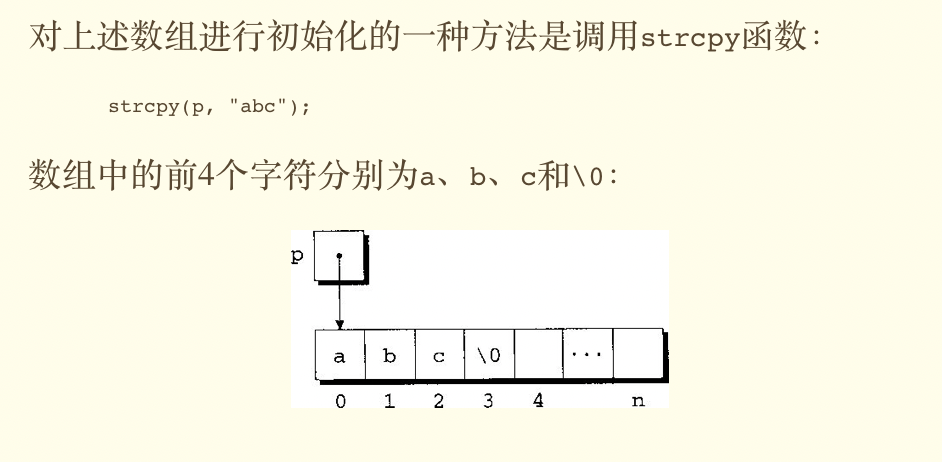 对上述数组进行初始化的一种方法是调用strcpy函数：
strcpy(p, "abc");
数组中的前4个字符分别为a、b、c和\0：
p
a b c \0 ···
0 1 2 3 4 n